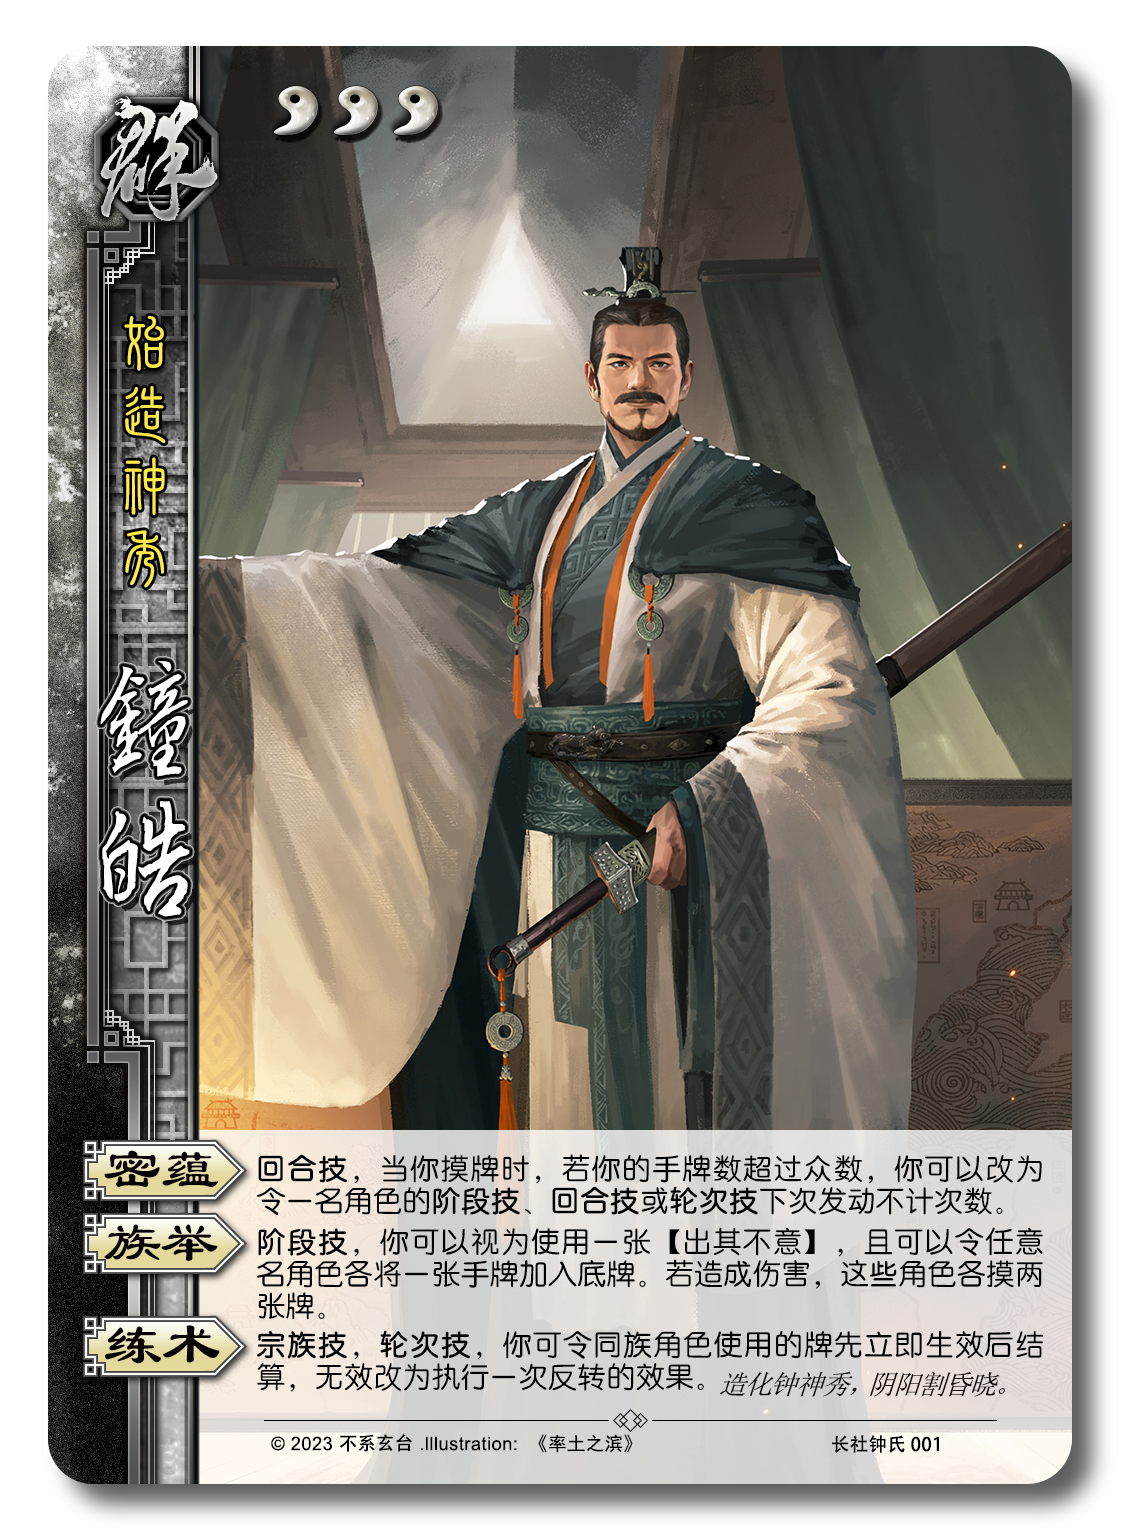 群
始造神秀
鐘皓
密蕴
回合技，当你摸牌时，若你的手牌数超过众数，你可以改为
令一名角色的阶段技、回合技或轮次技下次发动不计次数。
族举
阶段技，你可以视为使用一张【出其不意】，且可以令任意
名角色各将一张手牌加入底牌。若造成伤害，这些角色各摸两
张牌。
练术
宗族技，轮次技，你可令同族角色使用的牌先立即生效后结
算，无效改为执行一次反转的效果。造化钟神秀，阴阳割昏晓。
© 2023 不系玄台 .Illustration: 《率土之滨》
长社钟氏 001